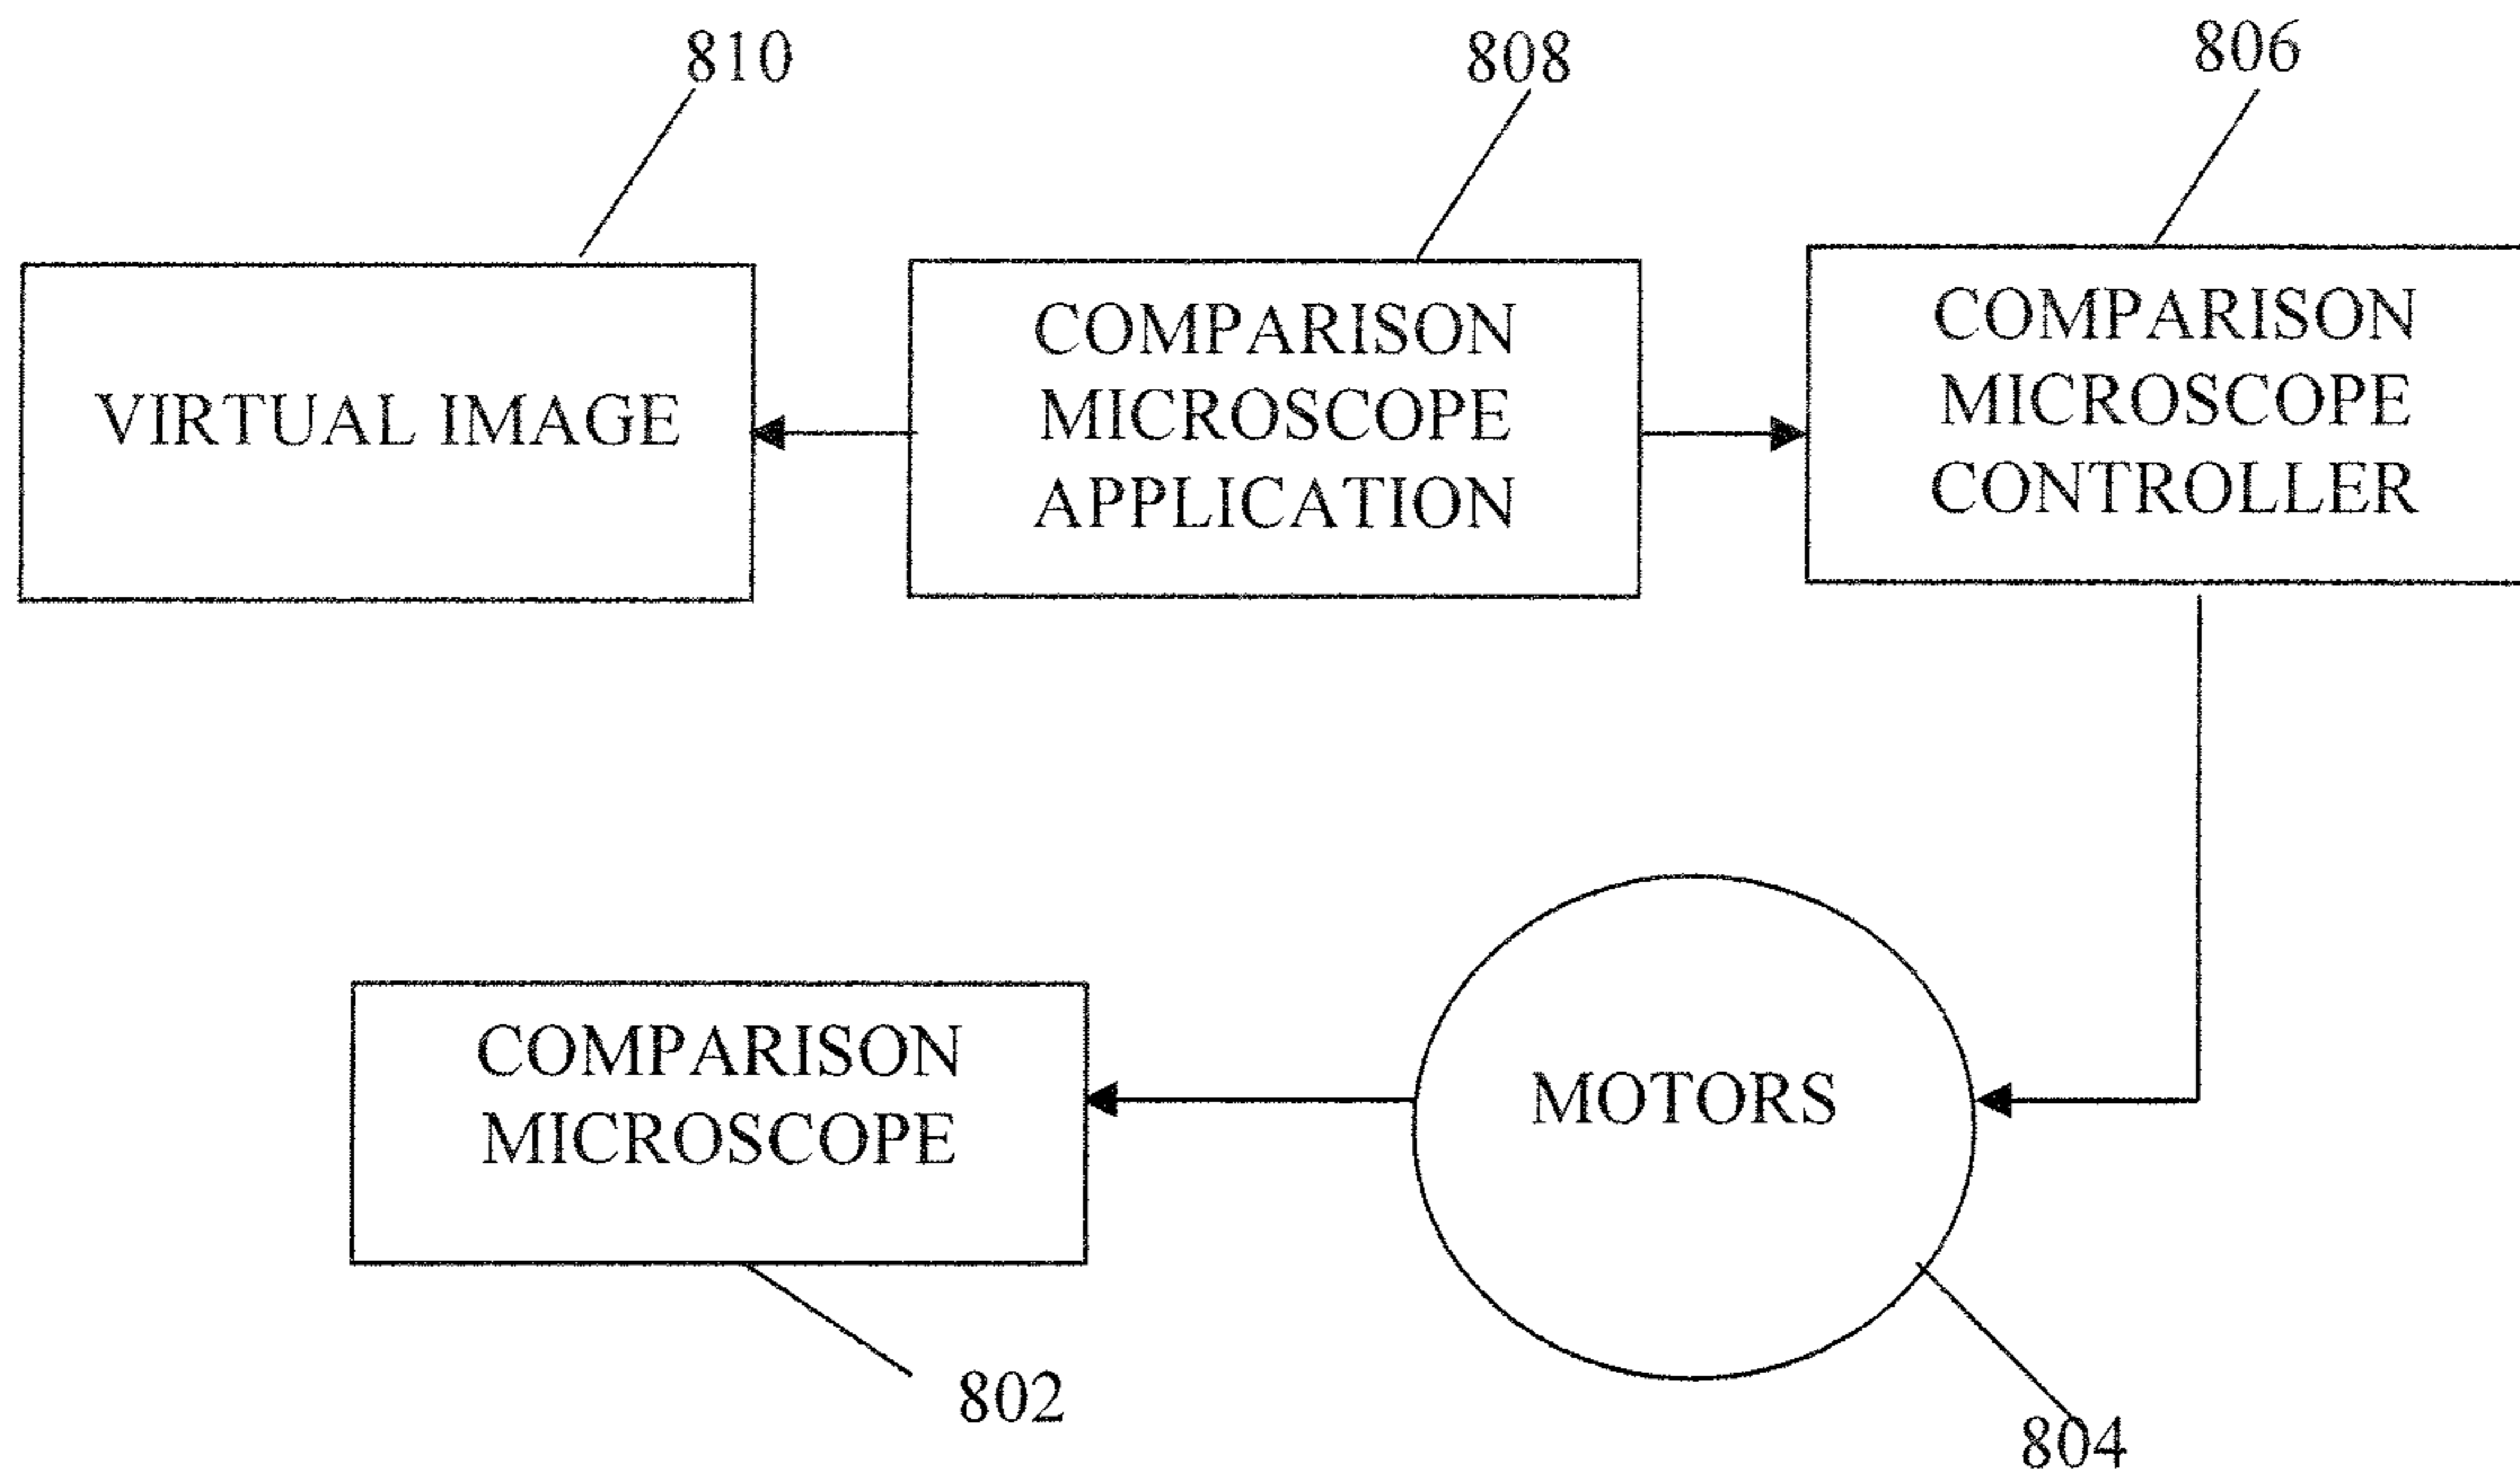 810
808
806
VIRTUAL IMAGE
COMPARISON
MICROSCOPE
APPLICATION
COMPARISON
MICROSCOPE
CONTROLLER
COMPARISON
MICROSCOPE
MOTORS
802
804